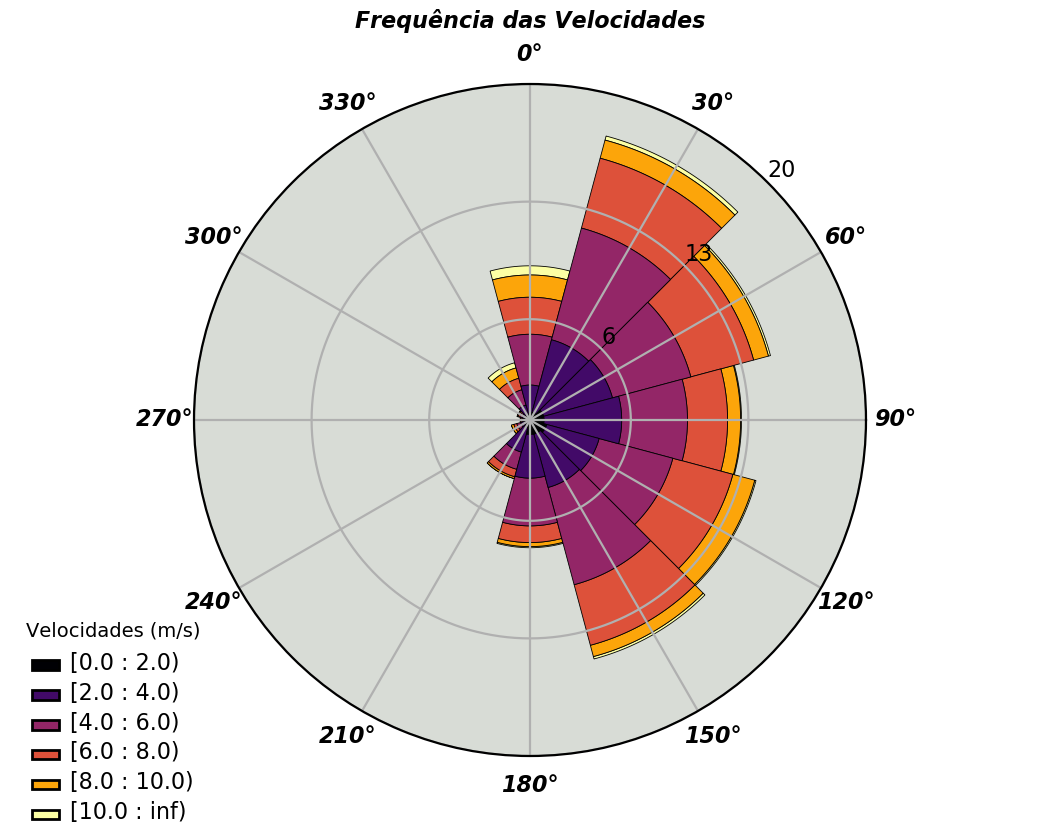 Frequência das Velocidades
0°
330°
30°
20
300°
60°
13
6
270°
90°
240°
120°
210°
150°
180°
Velocidades (m/s)
[0.0 : 2.0)
[2.0 : 4.0)
[4.0 : 6.0)
[6.0 : 8.0)
[8.0 : 10.0)
[10.0 : inf)